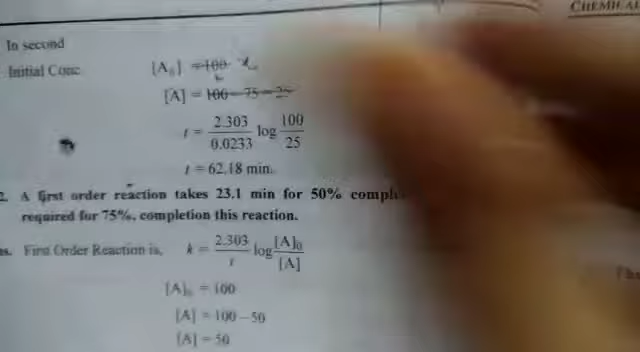 CHEMICAL
In second
Initial Conc [A₀] = 100
[A] = 100 - 75 = 25
t = 2.303/0.0233 log 100/25
t = 62.18 min.
2. A first order reaction takes 23.1 min for 50%
required for 75%, completion this reaction.
First Order Reaction is, k = 2.303/t log [A]₀/[A]
[A]₀ = 100
[A] = 100 - 50
[A] = 50